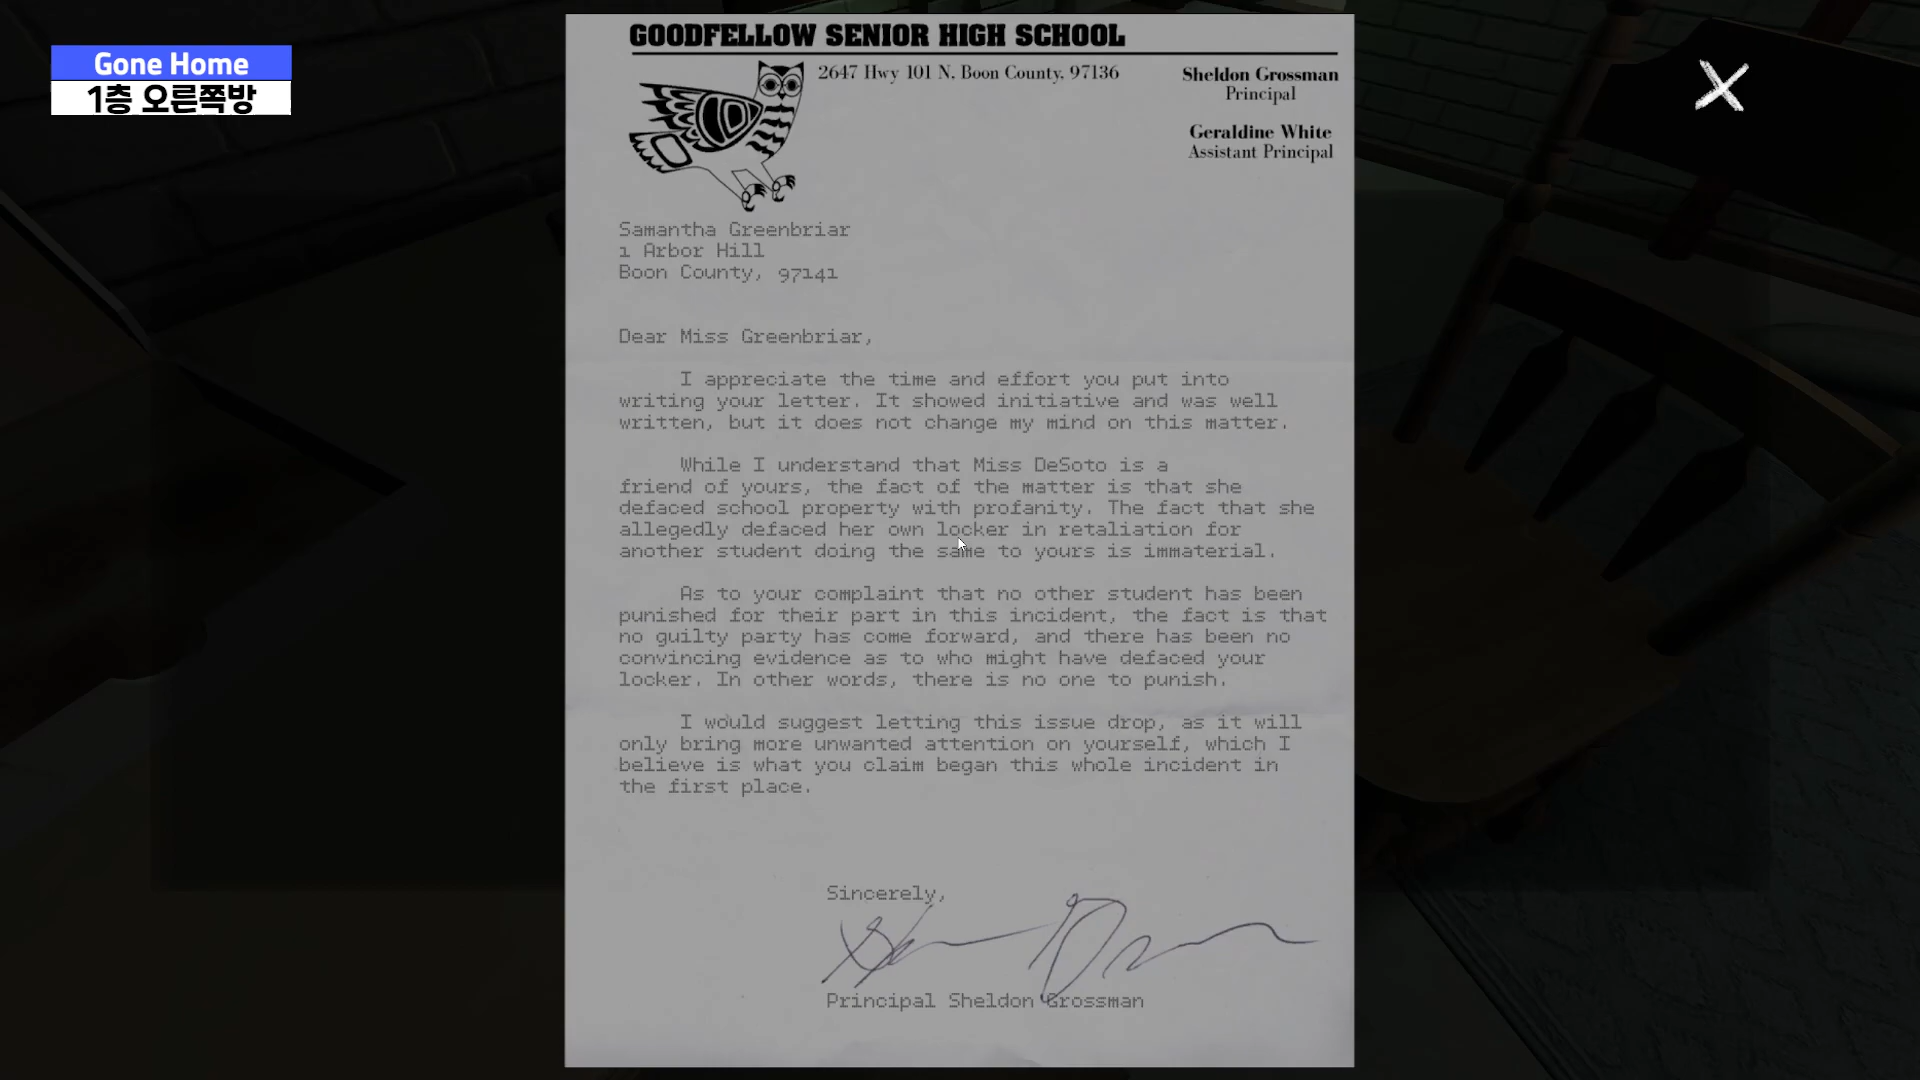 Gone Home
1층 오른쪽방
GOODFELLOW SENIOR HIGH SCHOOL
2647 Hwy 101 N, Boon County, 97136
Sheldon Grossman
Principal
Geraldine White
Assistant Principal
Samantha Greenbriar
1 Arbor Hill
Boon County, 97141
Dear Miss Greenbriar,
I appreciate the time and effort you put into
writing your letter. It showed initiative and was well
written, but it does not change my mind on this matter.
While I understand that Miss DeSoto is a
friend of yours, the fact of the matter is that she
defaced school property with profanity. The fact that she
allegedly defaced her own locker in retaliation for
another student doing the same to yours is immaterial.
As to your complaint that no other student has been
punished for their part in this incident, the fact is that
no guilty party has come forward, and there has been no
convincing evidence as to who might have defaced your
locker. In other words, there is no one to punish.
I would suggest letting this issue drop, as it will
only bring more unwanted attention on yourself, which I
believe is what you claim began this whole incident in
the first place.
Sincerely,
Principal Sheldon Grossman